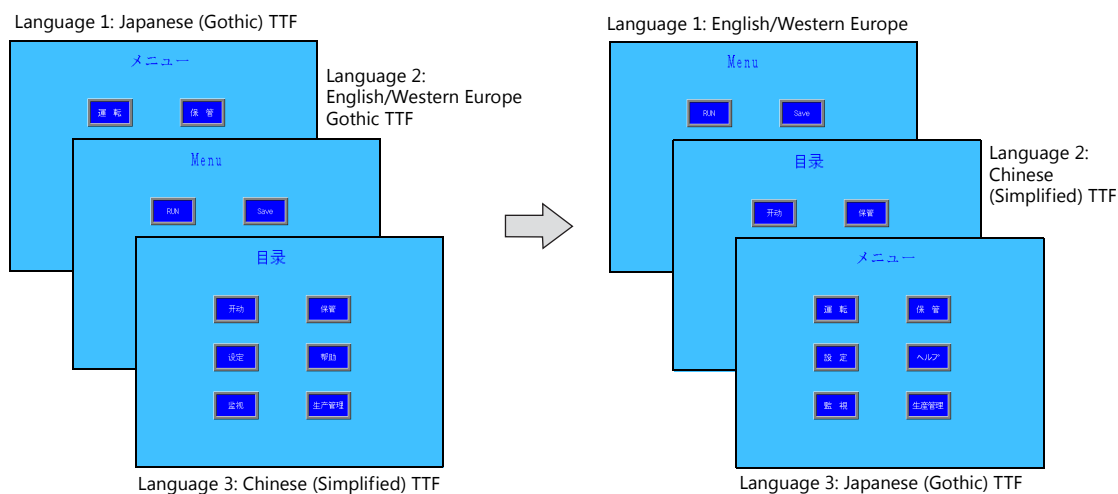 Language 1: Japanese (Gothic) TTF
メニュー
運 転
保 管
Language 2:
English/Western Europe
Gothic TTF
Menu
RUN
Save
目录
开动
保管
设定
帮助
监视
生产管理
Language 3: Chinese (Simplified) TTF
Language 1: English/Western Europe
Menu
RUN
Save
Language 2:
Chinese
(Simplified) TTF
目录
开动
保管
メニュー
運 転
保 管
設 定
ヘルプ
監 視
生産管理
Language 3: Japanese (Gothic) TTF